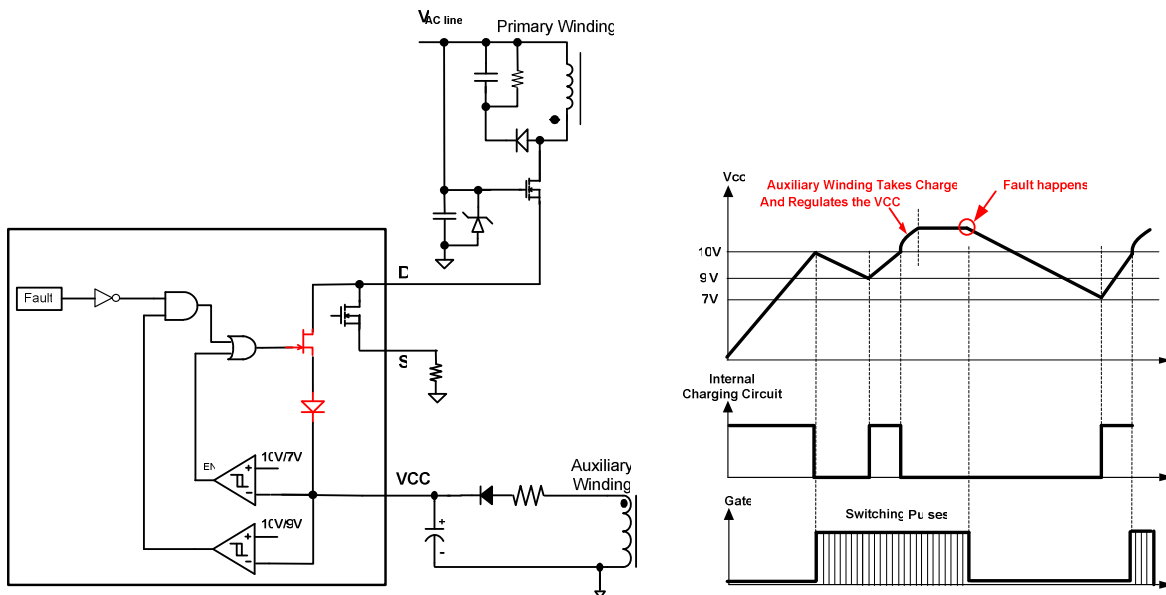 VAC line
Primary Winding
D
Fault
S
EN
10V/7V
+
-
VCC
Auxiliary
Winding
10V/9V
+
-
+
-
Vcc
Auxiliary Winding Takes Charge
And Regulates the VCC
Fault happens
10V
9V
7V
Internal
Charging Circuit
Gate
Switching Pulses